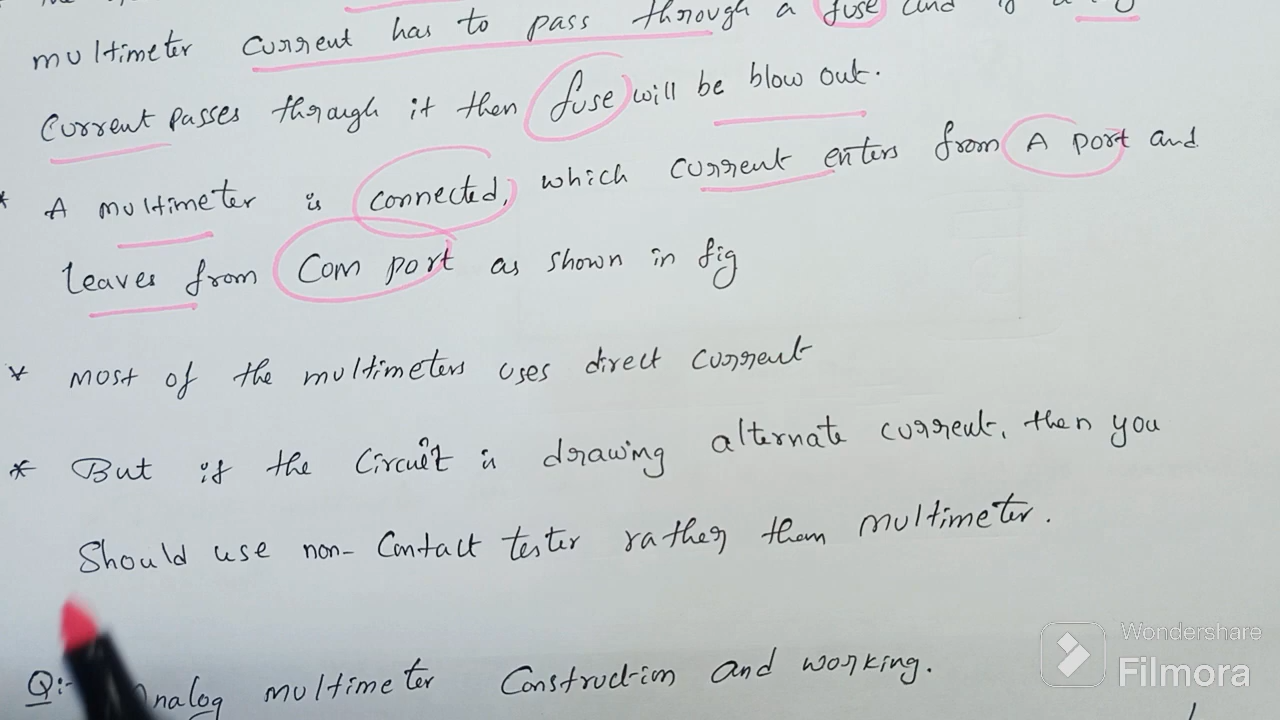 multimeter current has to pass through a fuse and if
current passes through it then fuse will be blow out.
* A multimeter is connected, which current enters from A port and
leaves from Com port as shown in fig
* Most of the multimeters uses direct current
* But if the circuit is drawing alternate current, then you
should use non-contact tester rather then multimeter.
Q:- Analog multimeter construction and working.
Wondershare
Filmora